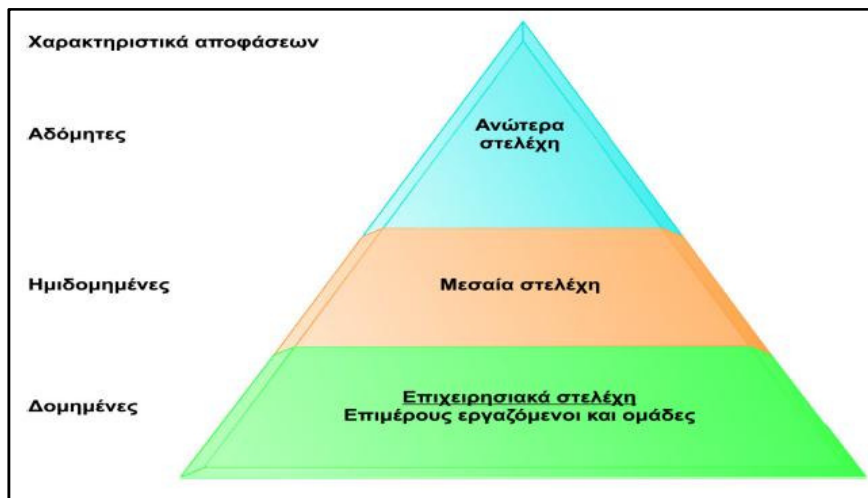 Χαρακτηριστικά αποφάσεων
Αδόμητες
Ανώτερα
στελέχη
Ημιδομημένες
Μεσαία στελέχη
Δομημένες
Επιχειρησιακά στελέχη
Επιμέρους εργαζόμενοι και ομάδες